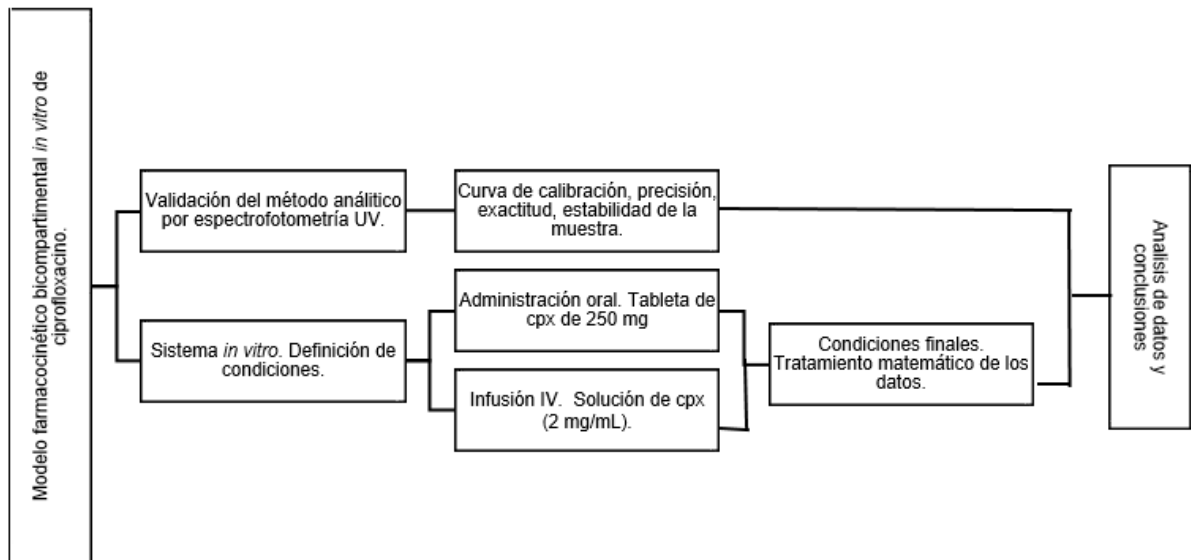 Modelo farmacocinético bicompartimental in vitro de
ciprofloxacino.
Validación del método análitico
por espectrofotometría UV.
Curva de calibración, precisión,
exactitud, estabilidad de la
muestra.
Sistema in vitro. Definición de
condiciones.
Administración oral. Tableta de
cpx de 250 mg
Infusión IV. Solución de cpx
(2 mg/mL).
Condiciones finales.
Tratamiento matemático de los
datos.
Analisis de datos y
conclusiones